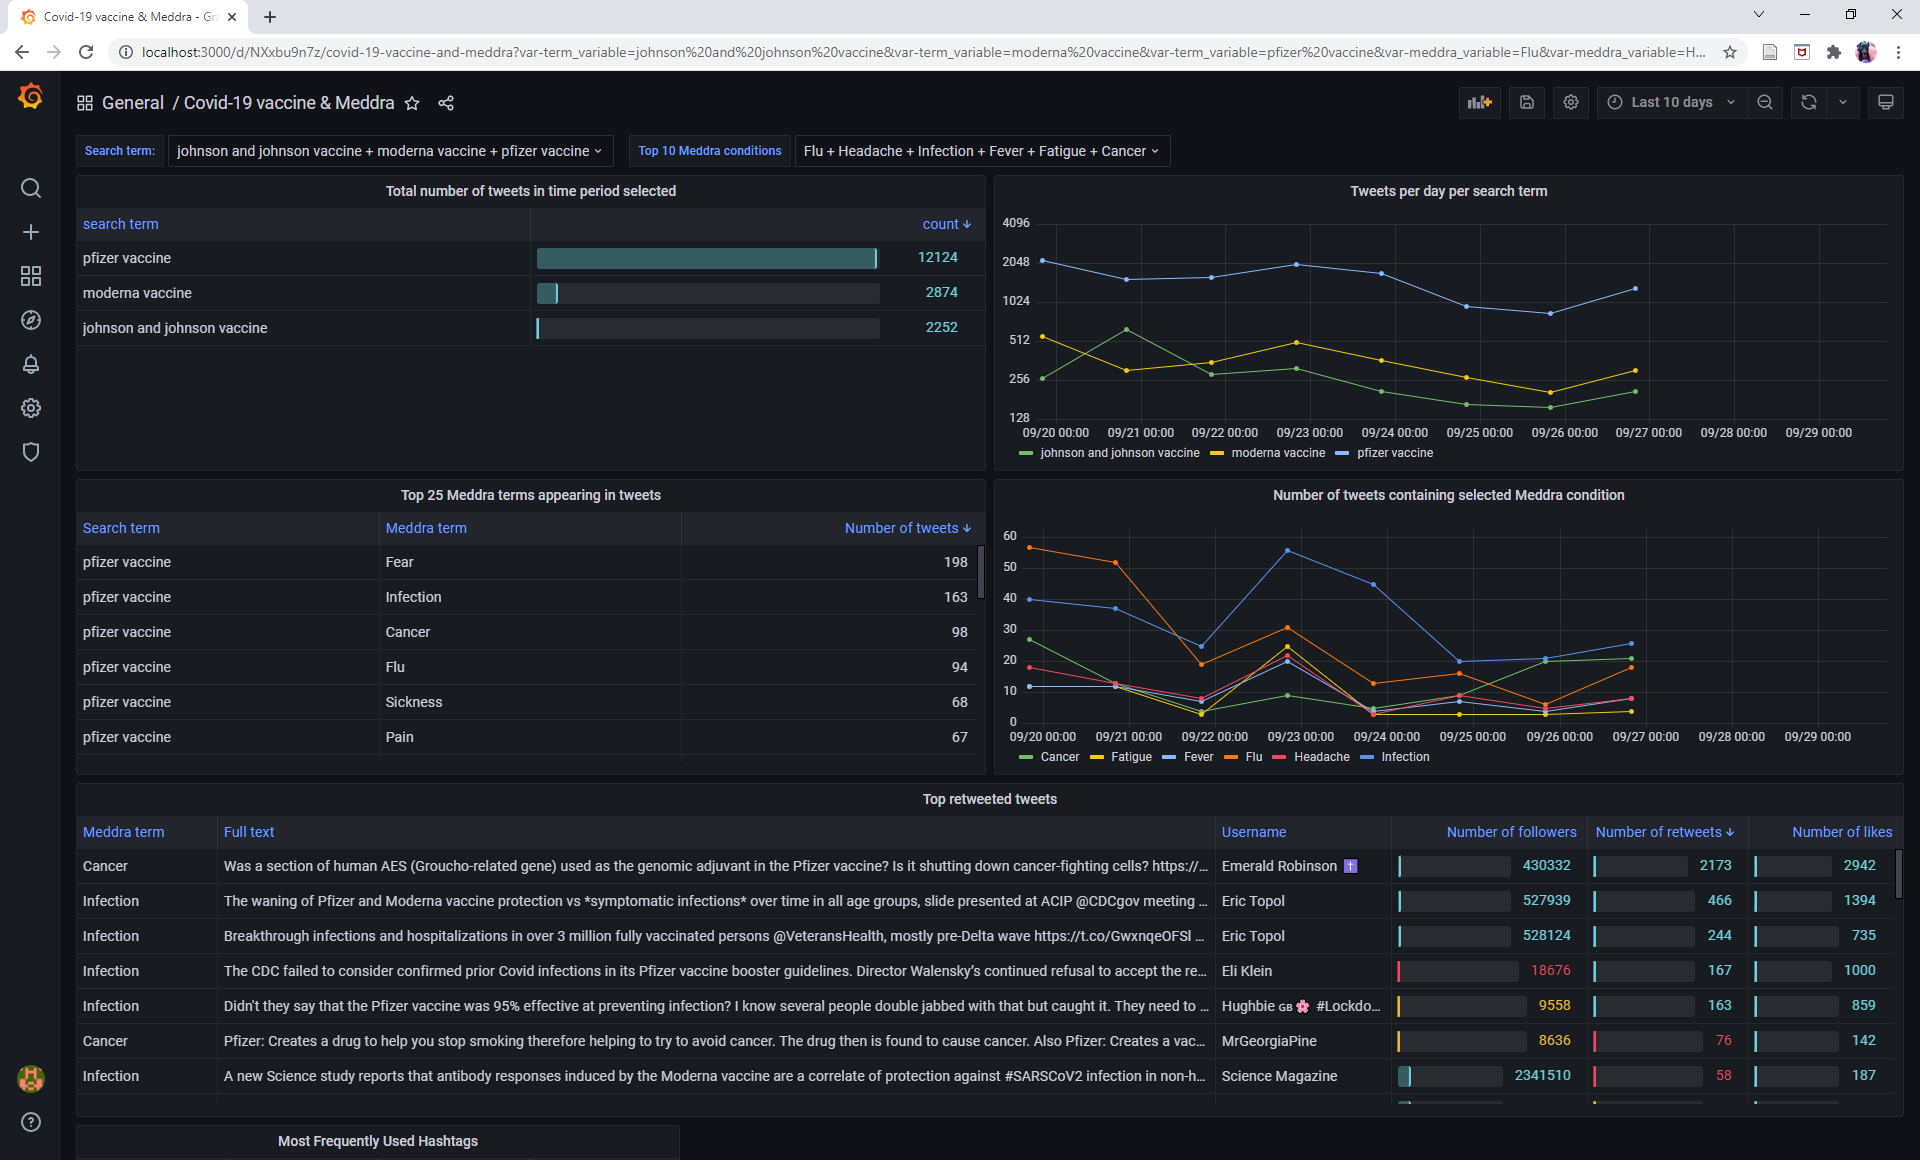 Covid-19 vaccine & Meddra - Gra
localhost:3000/d/NXxbu9n7z/covid-19-vaccine-and-meddra?var-term_variable=johnson%20and%20johnson%20vaccine&var-term_variable=moderna%20vaccine&var-term_variable=pfizer%20vaccine&var-meddra_variable=Flu&var-meddra_variable=H...
General / Covid-19 vaccine & Meddra
Last 10 days
Search term: johnson and johnson vaccine + moderna vaccine + pfizer vaccine Top 10 Meddra conditions Flu + Headache + Infection + Fever + Fatigue + Cancer
Total number of tweets in time period selected
search term count
pfizer vaccine 12124
moderna vaccine 2874
johnson and johnson vaccine 2252
Tweets per day per search term
4096
2048
1024
512
256
128
09/20 00:00 09/21 00:00 09/22 00:00 09/23 00:00 09/24 00:00 09/25 00:00 09/26 00:00 09/27 00:00 09/28 00:00 09/29 00:00
johnson and johnson vaccine moderna vaccine pfizer vaccine
Top 25 Meddra terms appearing in tweets
Search term Meddra term Number of tweets
pfizer vaccine Fear 198
pfizer vaccine Infection 163
pfizer vaccine Cancer 98
pfizer vaccine Flu 94
pfizer vaccine Sickness 68
pfizer vaccine Pain 67
Number of tweets containing selected Meddra condition
60
50
40
30
20
10
0
09/20 00:00 09/21 00:00 09/22 00:00 09/23 00:00 09/24 00:00 09/25 00:00 09/26 00:00 09/27 00:00 09/28 00:00 09/29 00:00
Cancer Fatigue Fever Flu Headache Infection
Top retweeted tweets
Meddra term Full text Username Number of followers Number of retweets Number of likes
Cancer Was a section of human AES (Groucho-related gene) used as the genomic adjuvant in the Pfizer vaccine? Is it shutting down cancer-fighting cells? https://... Emerald Robinson ✝️ 430332 2173 2942
Infection The waning of Pfizer and Moderna vaccine protection vs *symptomatic infections* over time in all age groups, slide presented at ACIP @CDCgov meeting ... Eric Topol 527939 466 1394
Infection Breakthrough infections and hospitalizations in over 3 million fully vaccinated persons @VeteransHealth, mostly pre-Delta wave https://t.co/GwxnqeOFSl ... Eric Topol 528124 244 735
Infection The CDC failed to consider confirmed prior Covid infections in its Pfizer vaccine booster guidelines. Director Walensky's continued refusal to accept the re... Eli Klein 18676 167 1000
Infection Didn't they say that the Pfizer vaccine was 95% effective at preventing infection? I know several people double jabbed with that but caught it. They need to ... Hughbie GB 🌸 #Lockdo... 9558 163 859
Cancer Pfizer: Creates a drug to help you stop smoking therefore helping to try to avoid cancer. The drug then is found to cause cancer. Also Pfizer: Creates a vac... MrGeorgiaPine 8636 76 142
Infection A new Science study reports that antibody responses induced by the Moderna vaccine are a correlate of protection against #SARSCoV2 infection in non-h... Science Magazine 2341510 58 187
Most Frequently Used Hashtags